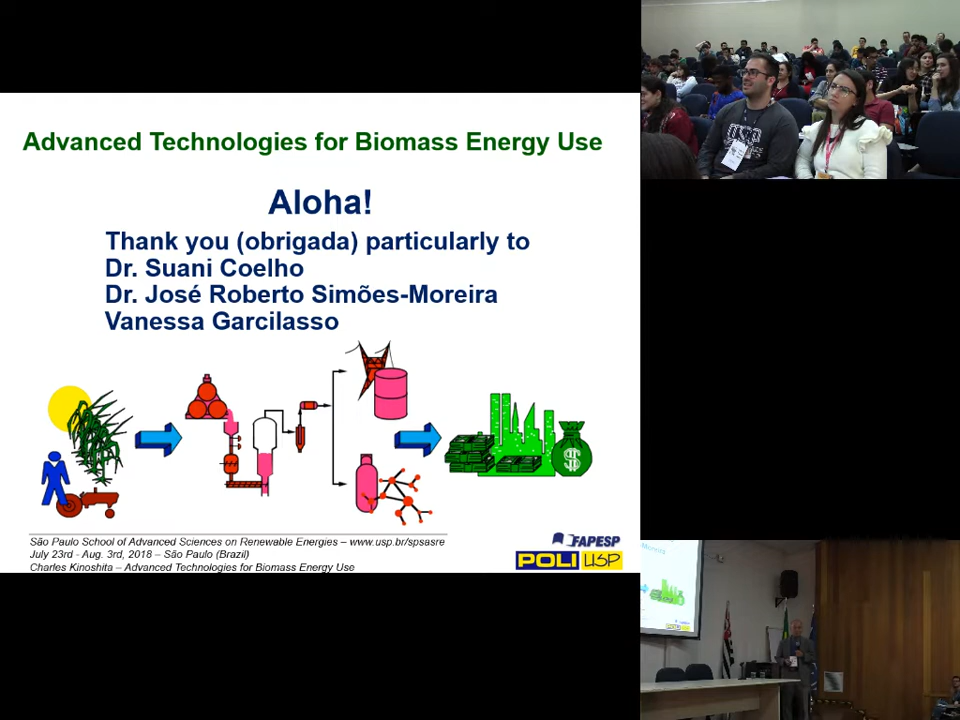 Advanced Technologies for Biomass Energy Use
Aloha!
Thank you (obrigada) particularly to
Dr. Suani Coelho
Dr. José Roberto Simões-Moreira
Vanessa Garcilasso
$
São Paulo School of Advanced Sciences on Renewable Energies – www.usp.br/spsasre
July 23rd - Aug. 3rd, 2018 – São Paulo (Bazil)
Charles Kinoshita – Advanced Technologies for Biomass Energy Use
FAPESP
POLI USP